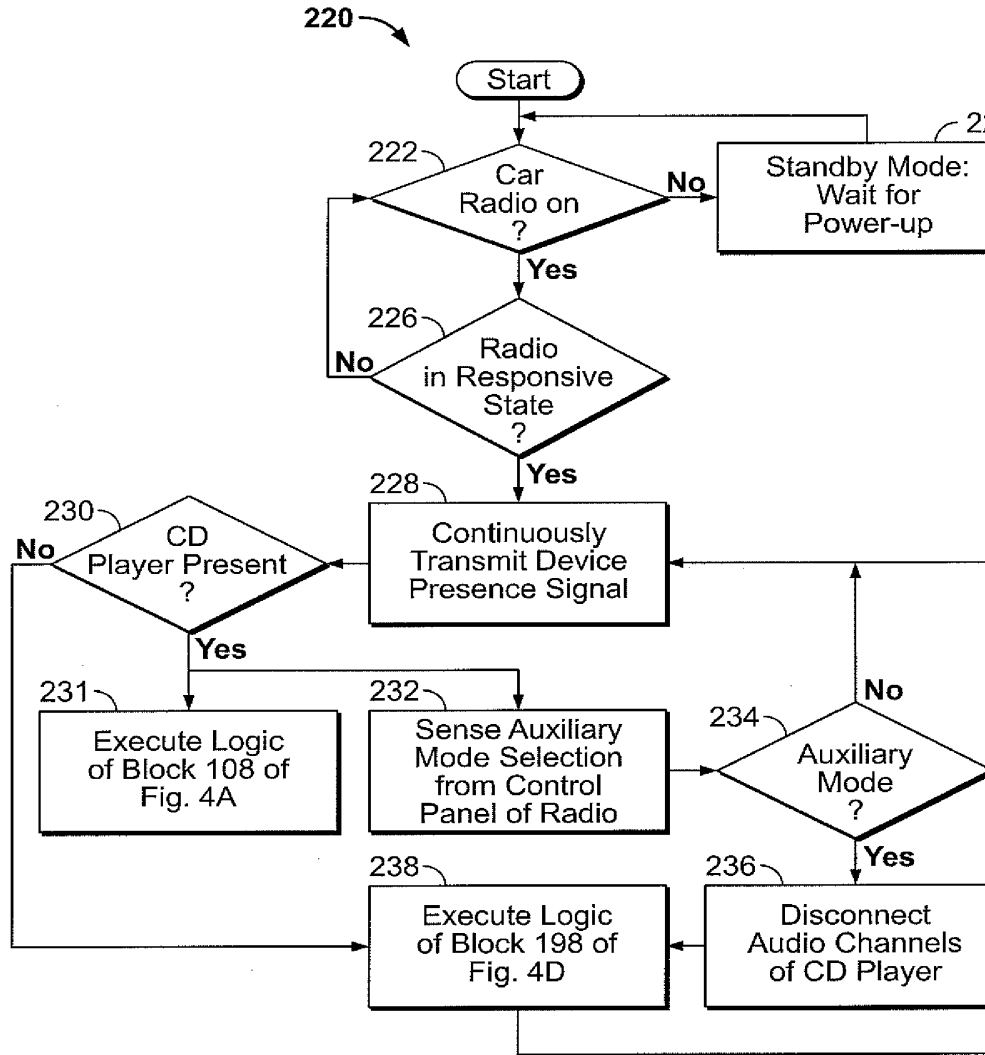 220
Start
222
Car
Radio on
?
No
22
Standby Mode:
Wait for
Power-up
Yes
226
No
Radio
in Responsive
State
?
Yes
228
Continuously
Transmit Device
Presence Signal
230
No
CD
Player Present
?
Yes
231
Execute Logic
of Block 108 of
Fig. 4A
232
Sense Auxiliary
Mode Selection
from Control
Panel of Radio
234
No
Auxiliary
Mode
?
Yes
236
Disconnect
Audio Channels
of CD Player
238
Execute Logic
of Block 198 of
Fig. 4D